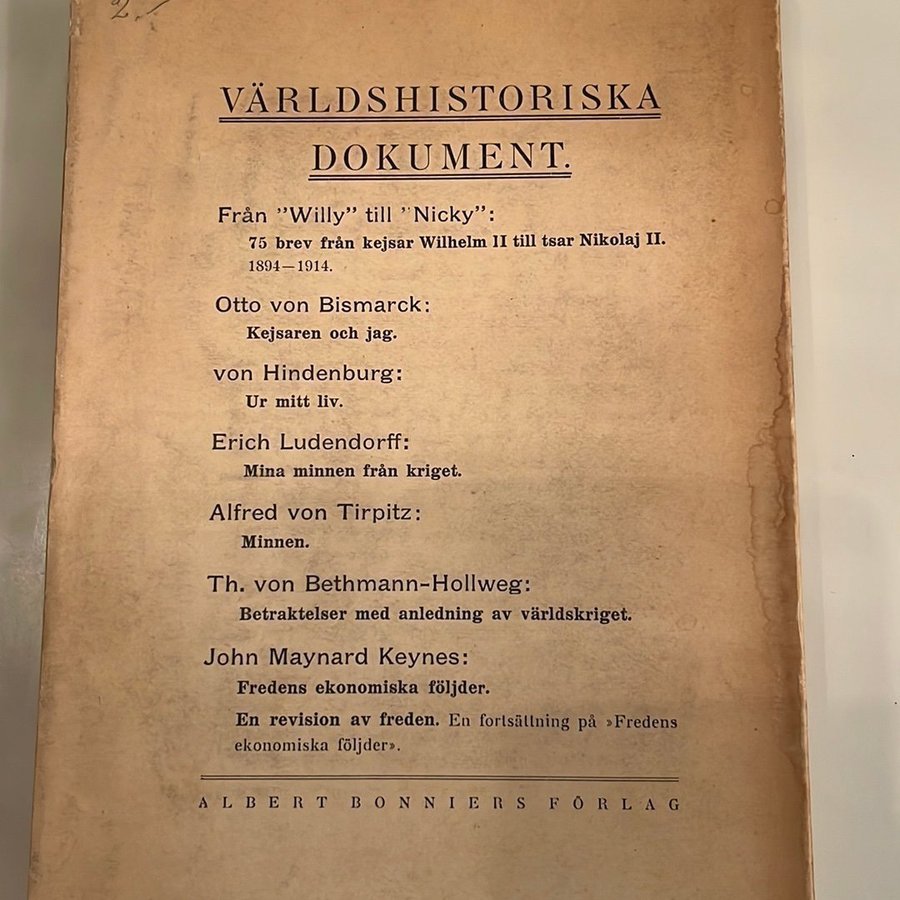 2.-
VÄRLDSHISTORISKA
DOKUMENT.
Från ”Willy” till ”Nicky”:
75 brev från kejsar Wilhelm II till tsar Nikolaj II.
1894—1914.
Otto von Bismarck:
Kejsaren och jag.
von Hindenburg:
Ur mitt liv.
Erich Ludendorff:
Mina minnen från kriget.
Alfred von Tirpitz:
Minnen.
Th. von Bethmann-Hollweg:
Betraktelser med anledning av världskriget.
John Maynard Keynes:
Fredens ekonomiska följder.
En revision av freden. En fortsättning på »Fredens
ekonomiska följder».
ALBERT BONNIERS FÖRLAG